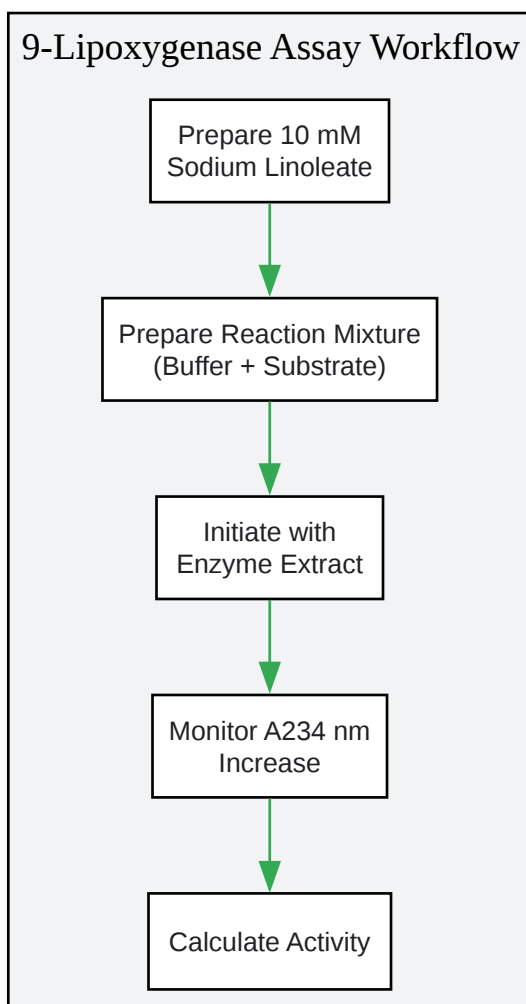 9-Lipoxygenase Assay Workflow
Prepare 10 mM
Sodium Linoleate
Prepare Reaction Mixture
(Buffer + Substrate)
Initiate with
Enzyme Extract
Monitor A234 nm
Increase
Calculate Activity